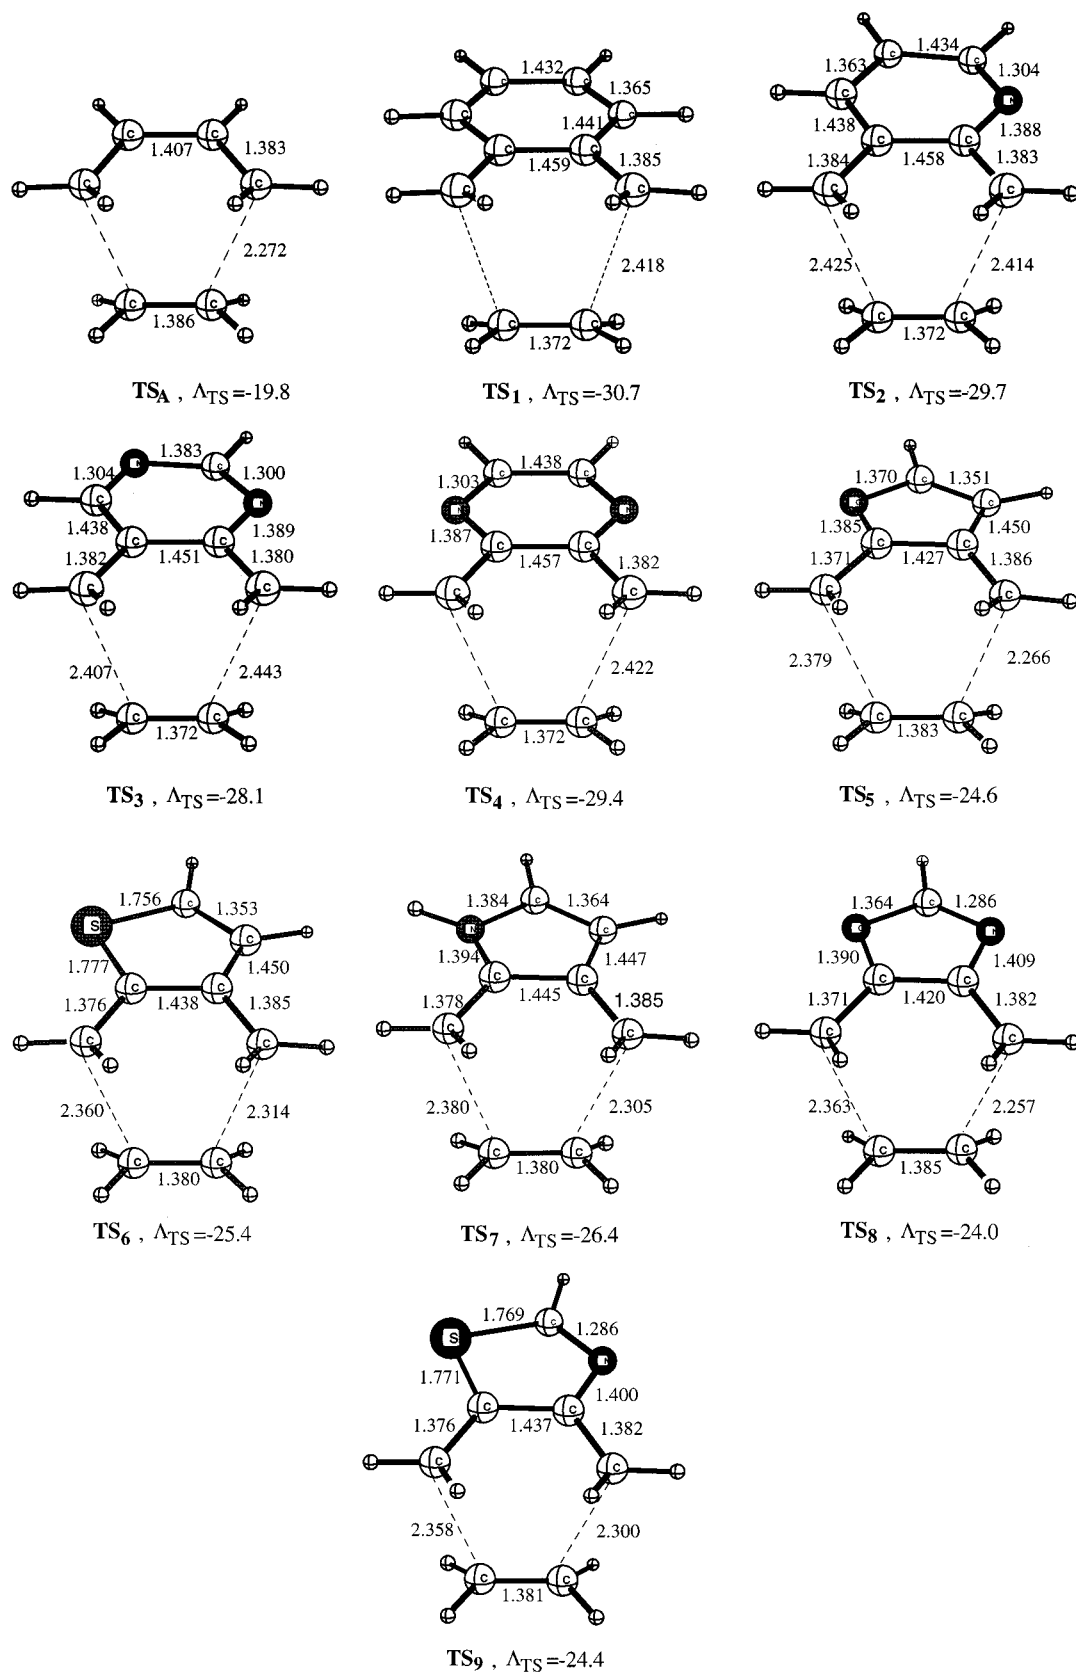 1.407 1.383
2.272
1.386
TSA , ΛTS=-19.8
1.432
1.365
1.441
1.459 1.385
2.418
1.372
TS1 , ΛTS=-30.7
1.434
1.363 1.304
N
1.438 1.388
1.384 1.458 1.383
2.425 2.414
1.372
TS2 , ΛTS=-29.7
1.383
1.304 1.300
1.438 1.389
1.382 1.451 1.380
2.407 2.443
1.372
TS3 , ΛTS=-28.1
1.438
1.303
1.387
1.457 1.382
2.422
1.372
TS4 , ΛTS=-29.4
1.370 1.351
1.385 1.450
1.371 1.427 1.386
2.379 2.266
1.383
TS5 , ΛTS=-24.6
1.756
1.353
S
1.777 1.450
1.376 1.438 1.385
2.360 2.314
1.380
TS6 , ΛTS=-25.4
1.384 1.364
1.394 1.447
1.378 1.445 1.385
2.380 2.305
1.380
TS7 , ΛTS=-26.4
1.364 1.286
1.390 1.409
1.371 1.420 1.382
2.363 2.257
1.385
TS8 , ΛTS=-24.0
1.769
S 1.286
1.771 1.400
1.376 1.437 1.382
2.358 2.300
1.381
TS9 , ΛTS=-24.4